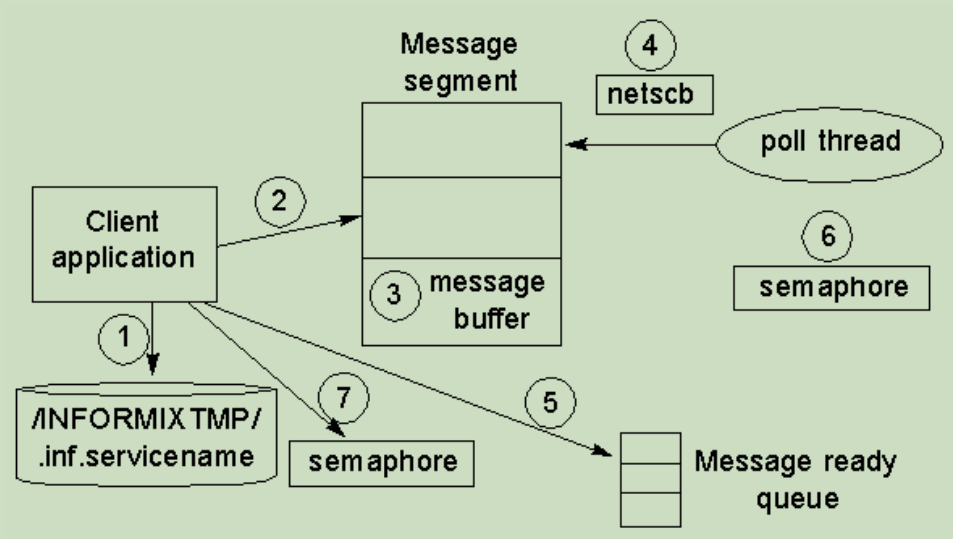 Message
segment
4
netscb
poll thread
2
Client
application
6
semaphore
3
message
buffer
1
/INFORMIXTMP/
.inf.servicename
7
semaphore
5
Message ready
queue